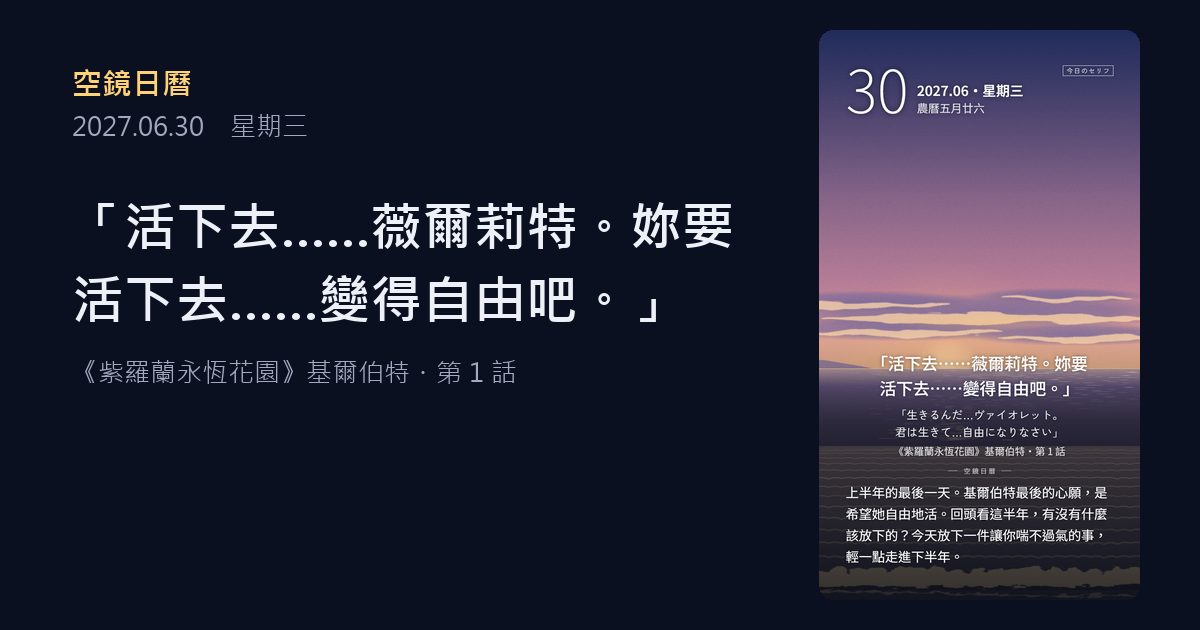 空鏡日曆
2027.06.30 星期三
「活下去……薇爾莉特。妳要
活下去……變得自由吧。」
《紫羅蘭永恆花園》基爾伯特・第 1 話
今日のセリフ
30
2027.06・星期三
農曆五月廿六
「活下去……薇爾莉特。妳要
活下去……變得自由吧。」
「生きるんだ…ヴァイオレット。
君は生きて…自由になりなさい」
《紫羅蘭永恆花園》基爾伯特・第 1 話
— 空鏡日曆 —
上半年的最後一天。基爾伯特最後的心願，是
希望她自由地活。回頭看這半年，有沒有什麼
該放下的？今天放下一件讓你喘不過氣的事，
輕一點走進下半年。